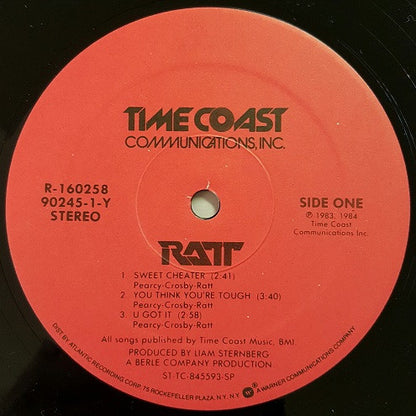 TIME COAST
COMMUNICATIONS, INC.
R-160258
90245-1-Y
STEREO
SIDE ONE
℗ 1983, 1984
Time Coast
Communications Inc.
RATT
1 SWEET CHEATER (2:41)
Pearcy-Crosby-Ratt
2 YOU THINK YOU'RE TOUGH (3:40)
Pearcy-Crosby-Ratt
3 U GOT IT (2:58)
Pearcy-Crosby-Ratt
All songs published by Time Coast Music, BMI.
PRODUCED BY LIAM STERNBERG
A BERLE COMPANY PRODUCTION.
ST-TC-845593-SP
DIST. BY ATLANTIC RECORDING CORP. 75 ROCKEFELLER PLAZA, N.Y. N.Y. W ® A WARNER COMMUNICATIONS COMPANY